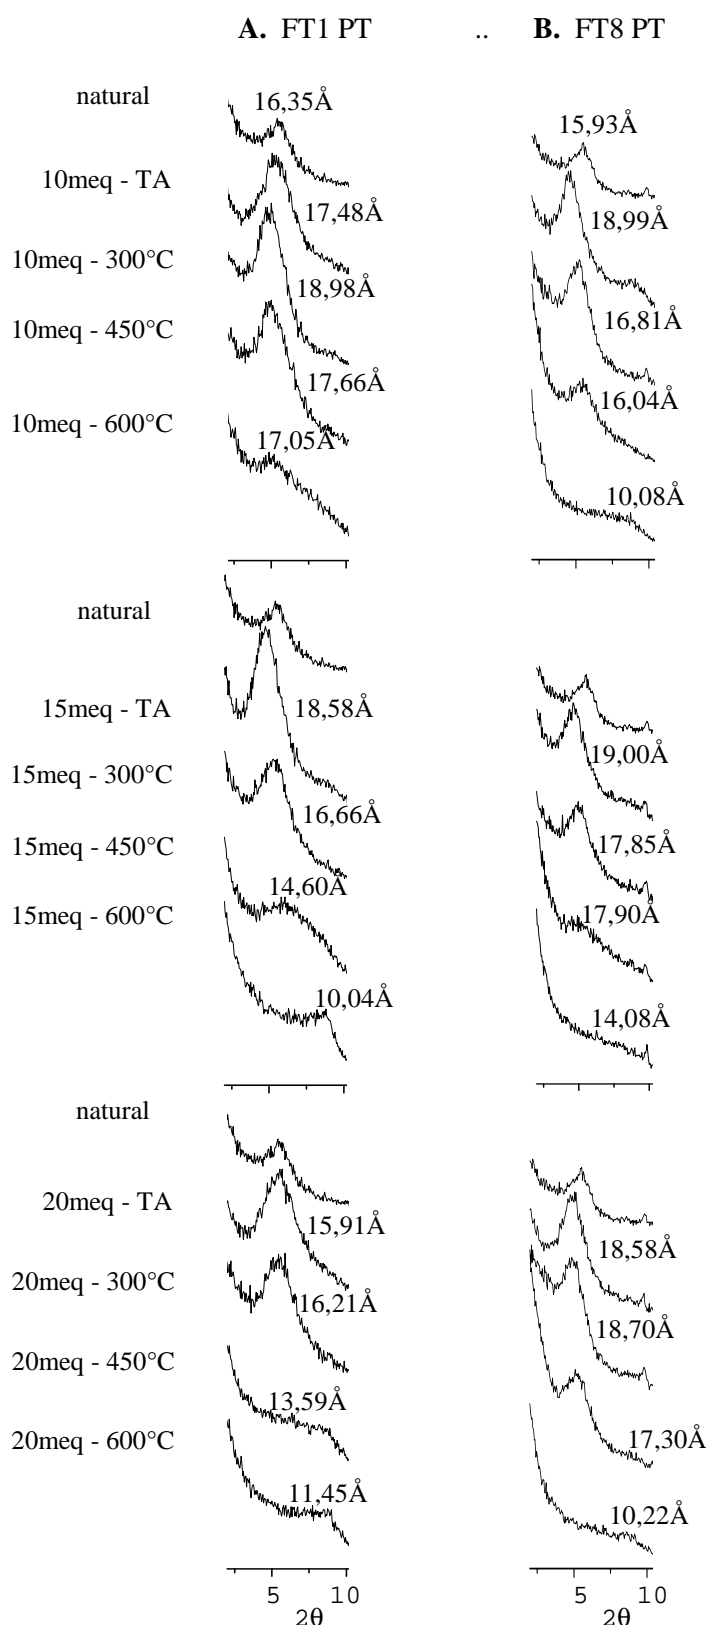 A. FT1 PT .. B. FT8 PT
natural 16,35Å 15,93Å
10meq - TA 17,48Å 18,99Å
10meq - 300°C 18,98Å 16,81Å
10meq - 450°C 17,66Å 16,04Å
10meq - 600°C 17,05Å 10,08Å
natural
15meq - TA 18,58Å 19,00Å
15meq - 300°C 16,66Å 17,85Å
15meq - 450°C 14,60Å 17,90Å
15meq - 600°C 10,04Å 14,08Å
natural
20meq - TA 15,91Å 18,58Å
20meq - 300°C 16,21Å 18,70Å
20meq - 450°C 13,59Å 17,30Å
20meq - 600°C 11,45Å 10,22Å
5 10 5 10
2θ 2θ